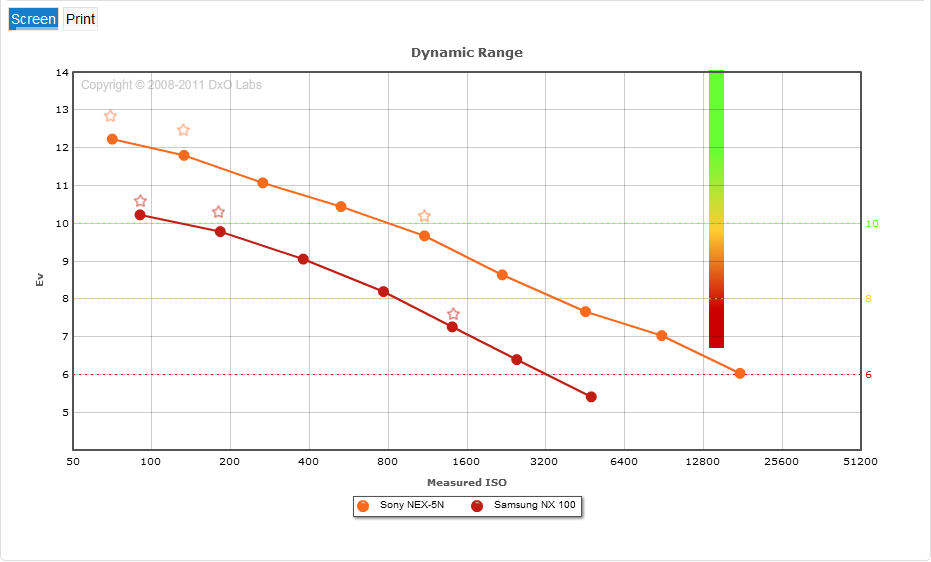 Screen Print
Dynamic Range
Copyright © 2008-2011 DxO Labs
14
13
12
11
10
9
8
7
6
5
Ev
10
8
6
50 100 200 400 800 1600 3200 6400 12800 25600 51200
Measured ISO
Sony NEX-5N Samsung NX 100